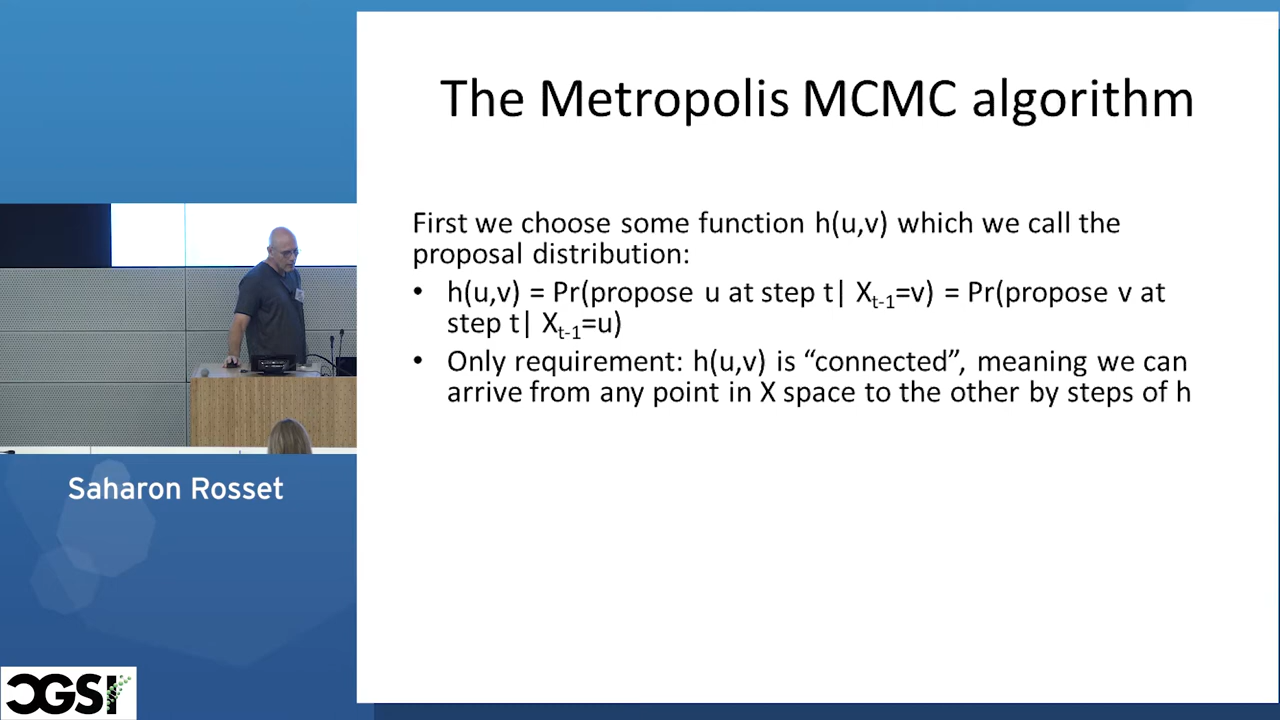 The Metropolis MCMC algorithm
First we choose some function h(u,v) which we call the
proposal distribution:
• h(u,v) = Pr(propose u at step t| Xt-1=v) = Pr(propose v at
step t| Xt-1=u)
• Only requirement: h(u,v) is “connected”, meaning we can
arrive from any point in X space to the other by steps of h
Saharon Rosset
CGSI